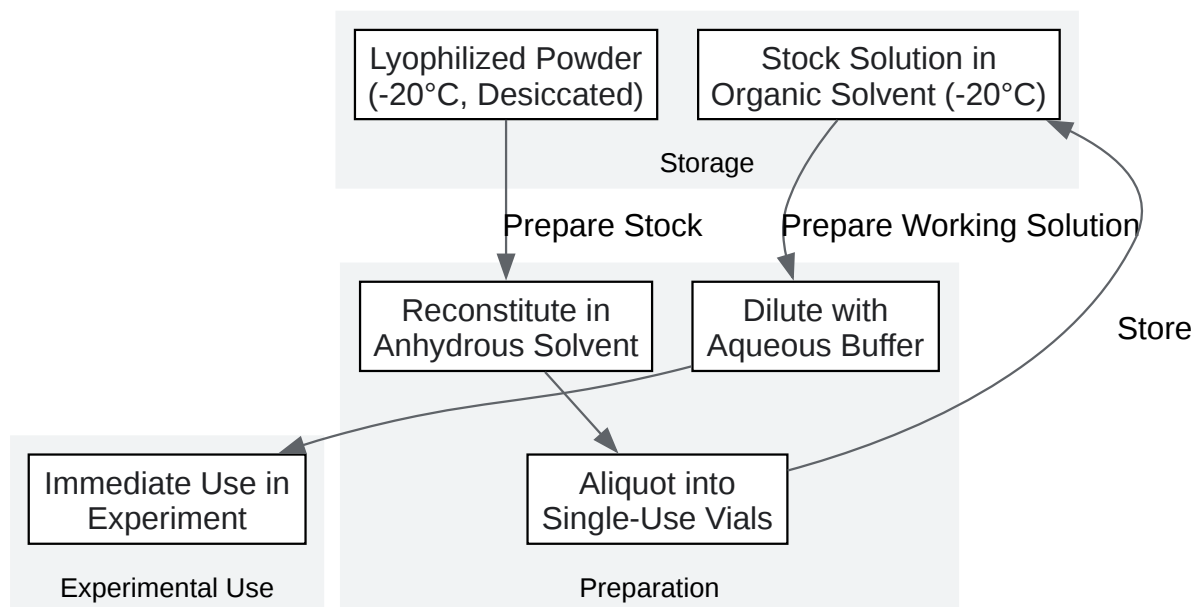 Lyophilized Powder
(-20°C, Desiccated)
Stock Solution in
Organic Solvent (-20°C)
Storage
Prepare Stock
Prepare Working Solution
Reconstitute in
Anhydrous Solvent
Dilute with
Aqueous Buffer
Store
Immediate Use in
Experiment
Aliquot into
Single-Use Vials
Experimental Use
Preparation